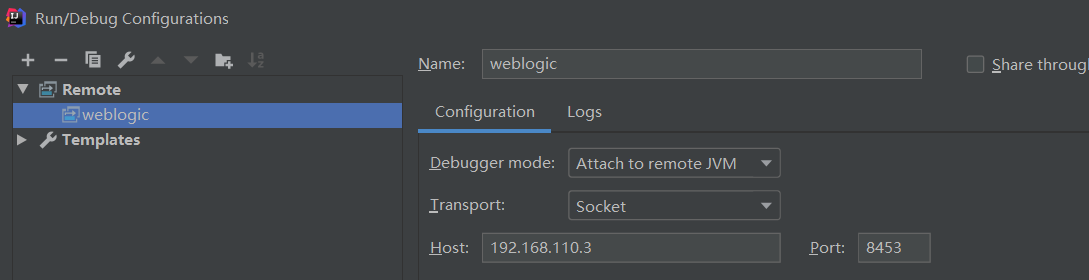 Run/Debug Configurations
Name: weblogic Share throug
Remote
weblogic
Templates
Configuration Logs
Debugger mode: Attach to remote JVM
Transport: Socket
Host: 192.168.110.3 Port: 8453